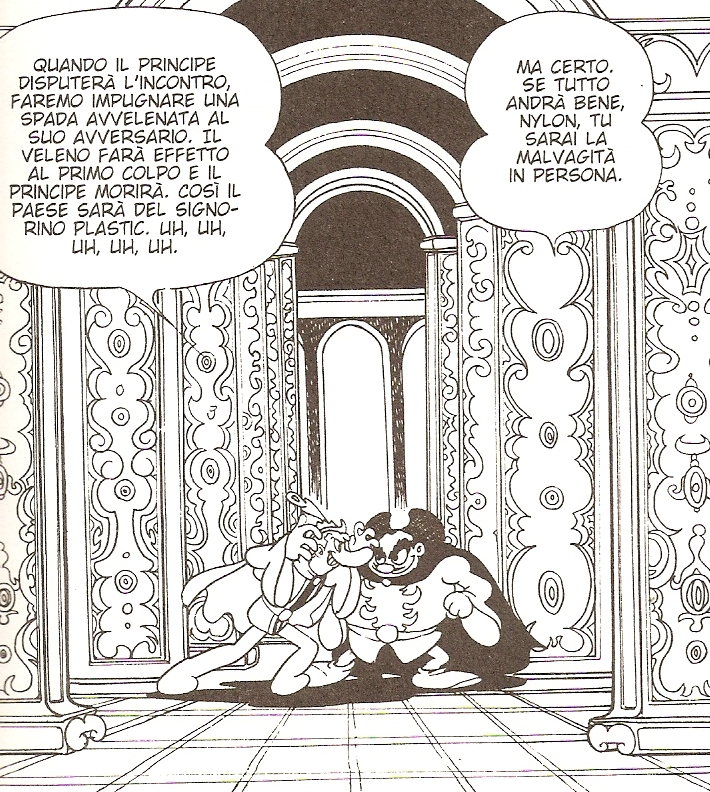 QUANDO IL PRINCIPE
DISPUTERÀ L'INCONTRO,
FAREMO IMPUGNARE UNA
SPADA AVVELENATA AL
SUO AVVERSARIO. IL
VELENO FARÀ EFFETTO
AL PRIMO COLPO E IL
PRINCIPE MORIRÀ. COSÌ IL
PAESE SARÀ DEL SIGNO-
RINO PLASTIC. UH, UH,
UH, UH, UH.
MA CERTO.
SE TUTTO
ANDRÀ BENE,
NYLON, TU
SARAI LA
MALVAGITÀ
IN PERSONA.